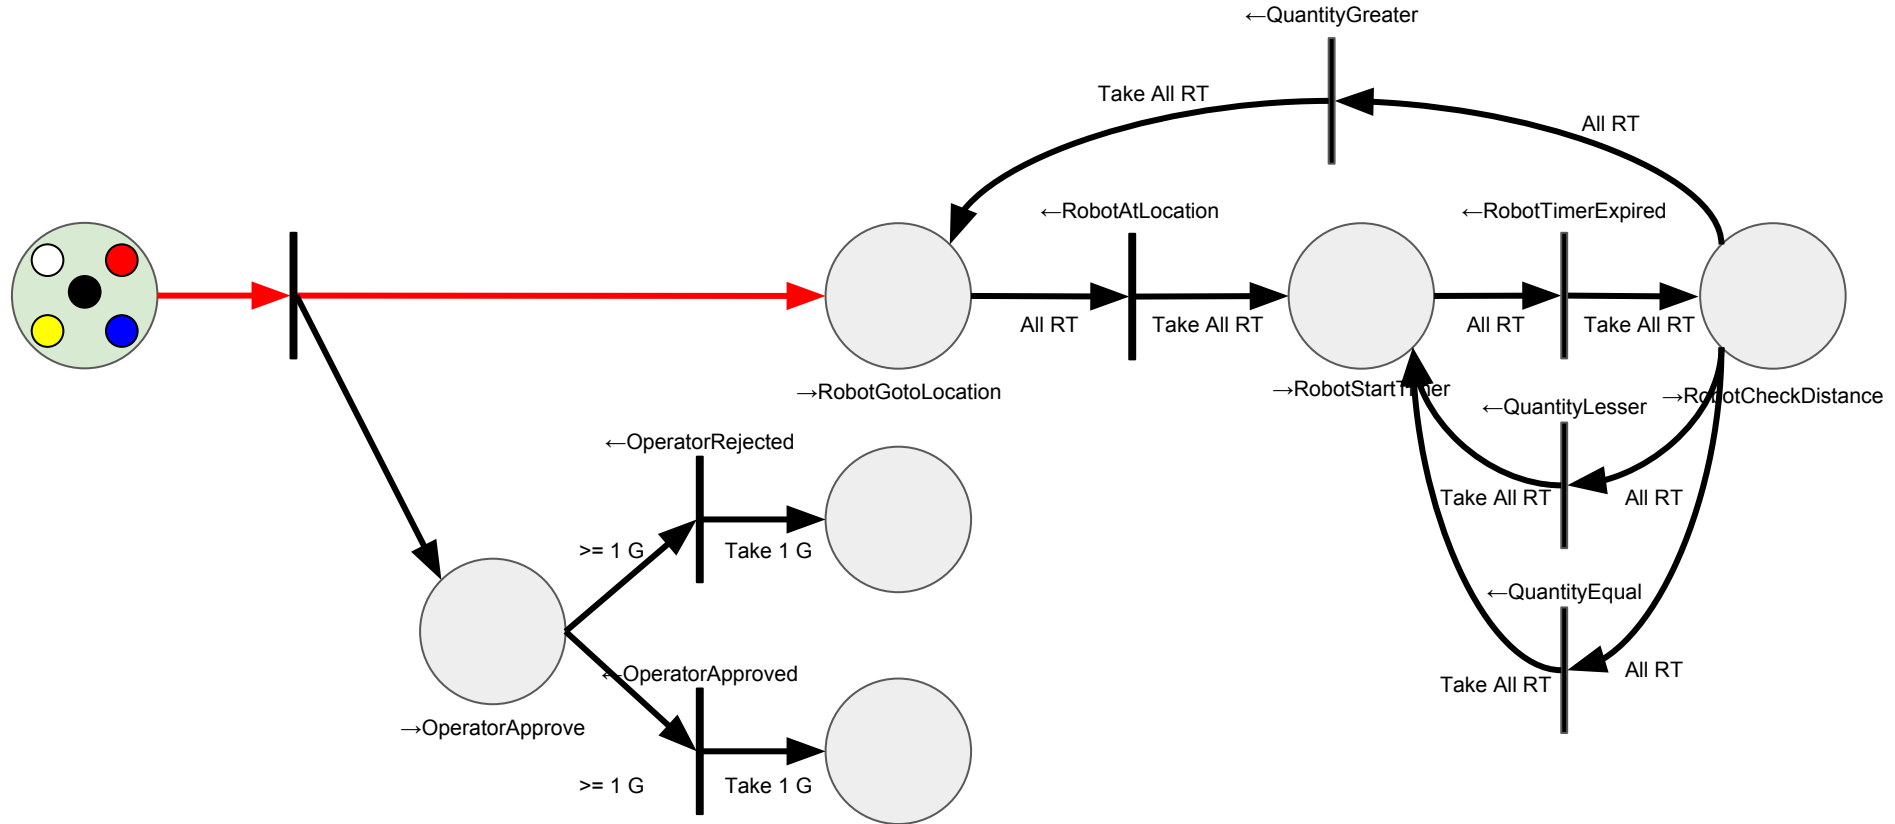 ←QuantityGreater
Take All RT
All RT
←RobotAtLocation
←RobotTimerExpired
All RT
Take All RT
All RT
Take All RT
→RobotGotoLocation
→RobotStartTimer
→RobotCheckDistance
←QuantityLesser
←OperatorRejected
Take All RT
All RT
>= 1 G
Take 1 G
←QuantityEqual
←OperatorApproved
Take All RT
All RT
→OperatorApprove
>= 1 G
Take 1 G